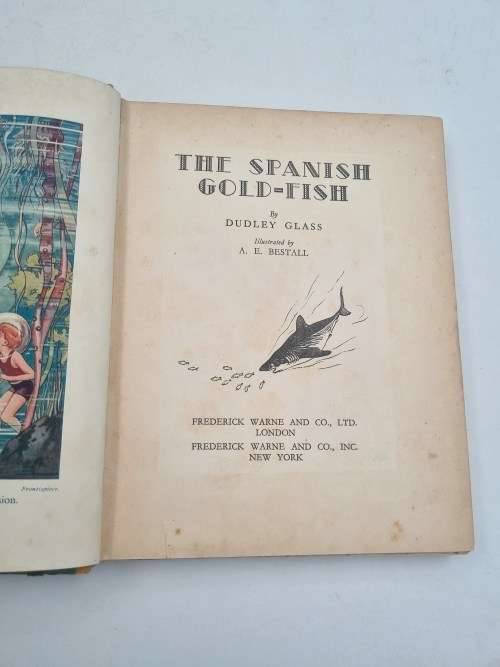 Frontispiece.
sion.
THE SPANISH
GOLD-FISH
By
DUDLEY GLASS
Illustrated by
A. E. BESTALL
FREDERICK WARNE AND CO., LTD.
LONDON
FREDERICK WARNE AND CO., INC.
NEW YORK